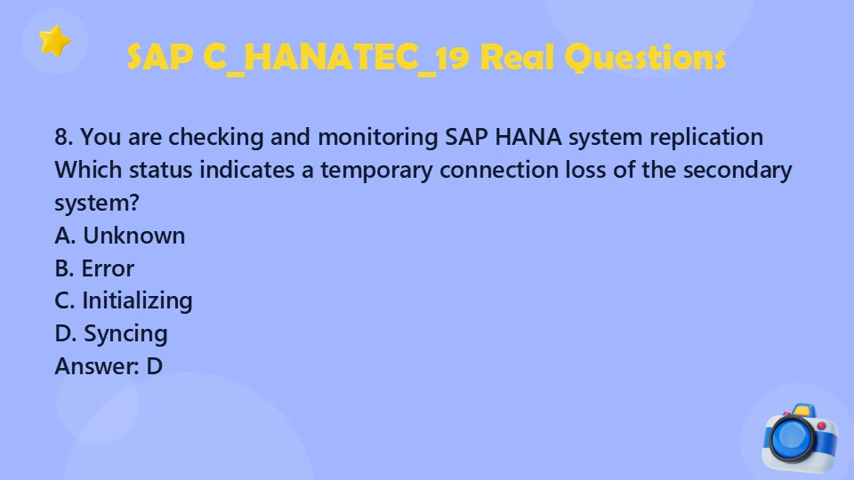 SAP C_HANATEC_19 Real Questions
8. You are checking and monitoring SAP HANA system replication
Which status indicates a temporary connection loss of the secondary
system?
A. Unknown
B. Error
C. Initializing
D. Syncing
Answer: D